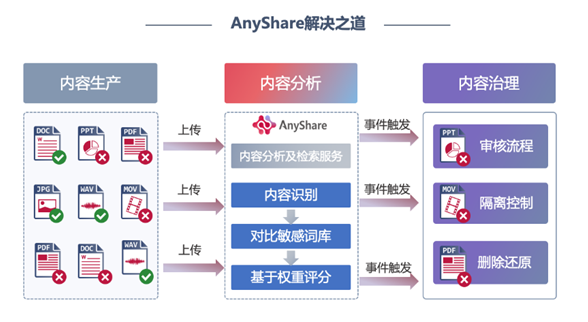 AnyShare解决之道
内容生产
内容分析
内容治理
DOC
PPT
PDF
上传
AnyShare
事件触发
PPT
审核流程
内容分析及检索服务
JPG
WAV
MOV
上传
内容识别
事件触发
MOV
隔离控制
对比敏感词库
PDF
DOC
WAV
上传
基于权重评分
事件触发
PDF
删除还原